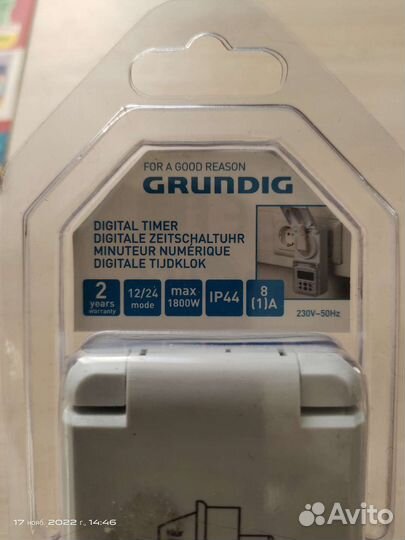 FOR A GOOD REASON
GRUNDIG
DIGITAL TIMER
DIGITALE ZEITSCHALTUHR
MINUTEUR NUMÉRIQUE
DIGITALE TIJDKLOK
2 years warranty
12/24 mode
max 1800W
IP44
8 (1)A
230V~50Hz
17 нояб. 2022 г., 14:46
Avito